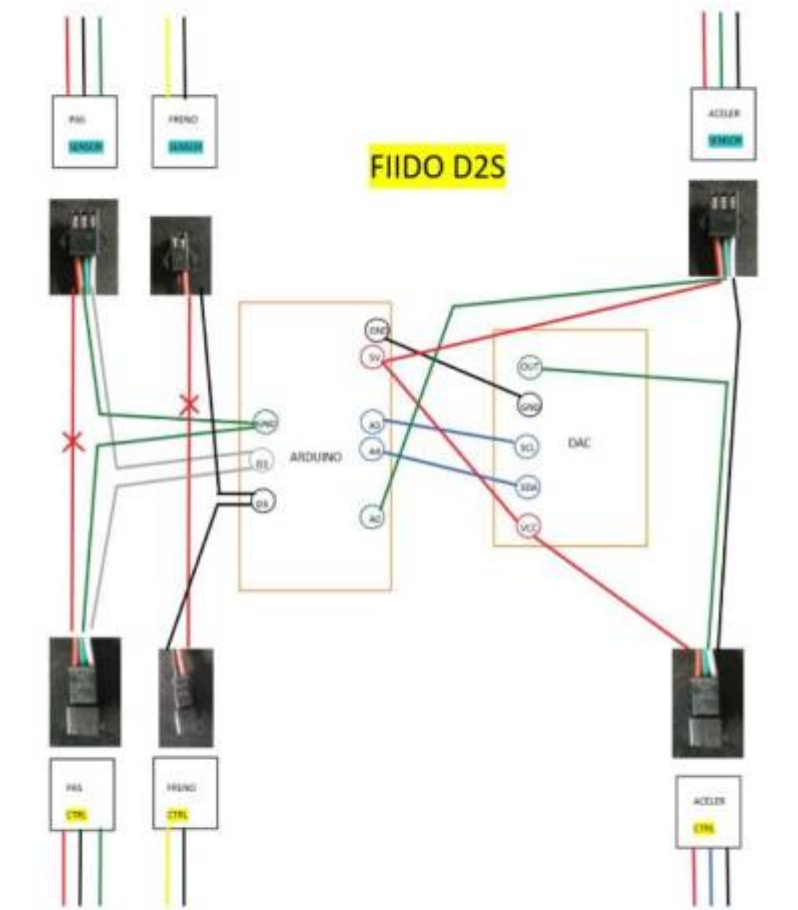 PAS
SENSOR
FRENO
SENSOR
ACELER
SENSOR
FIIDO D2S
GND
5V
OUT
GND
GND
A5
SCL
DAC
D2
ARDUINO
A4
SDA
D3
A0
VCC
PAS
CTRL
FRENO
CTRL
ACELER
CTRL